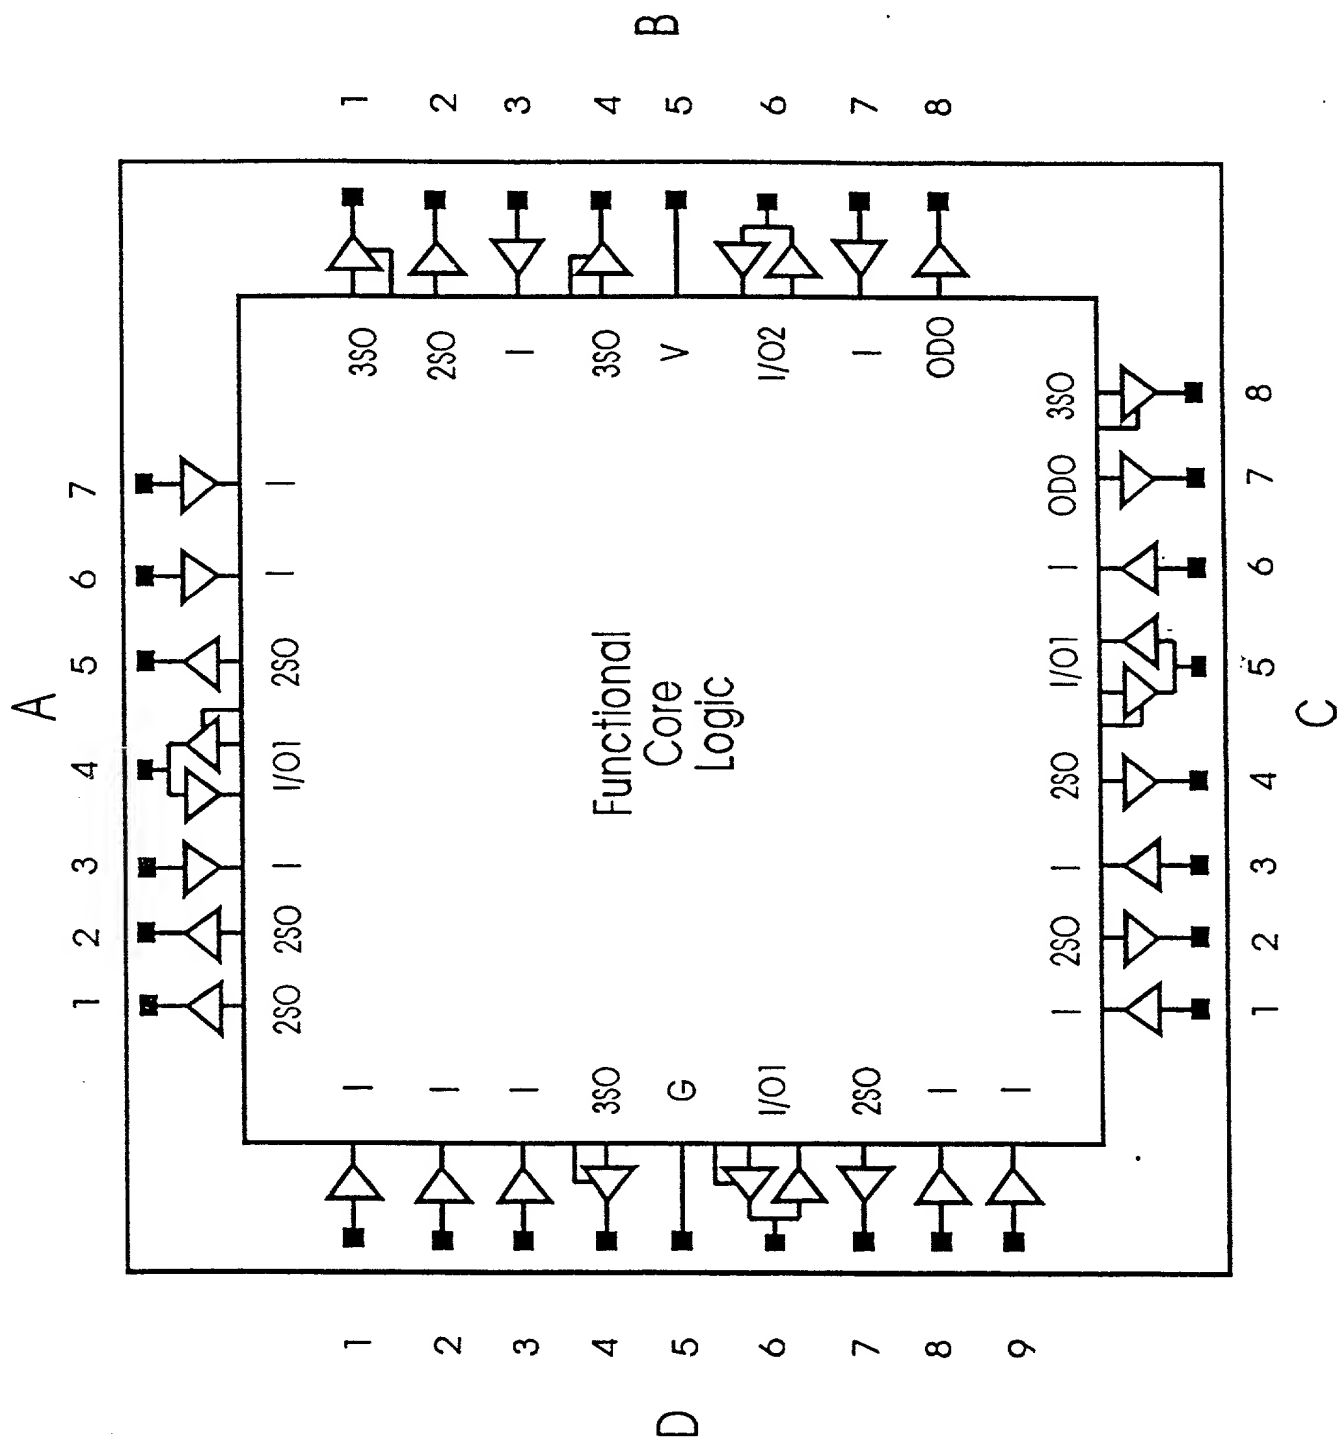 A
1 2 3 4 5 6 7
2SO 2SO I I/O1 2SO I I
1 I 3SO 1
2 I 2SO 2
3 I I 3
4 3SO Functional 3SO 4
D 5 G Core V 5 B
6 I/O1 Logic I/O2 6
7 2SO I 7
8 I ODO 8
9 I
I 2SO I 2SO I/O1 I ODO 3SO
1 2 3 4 5 6 7 8
C